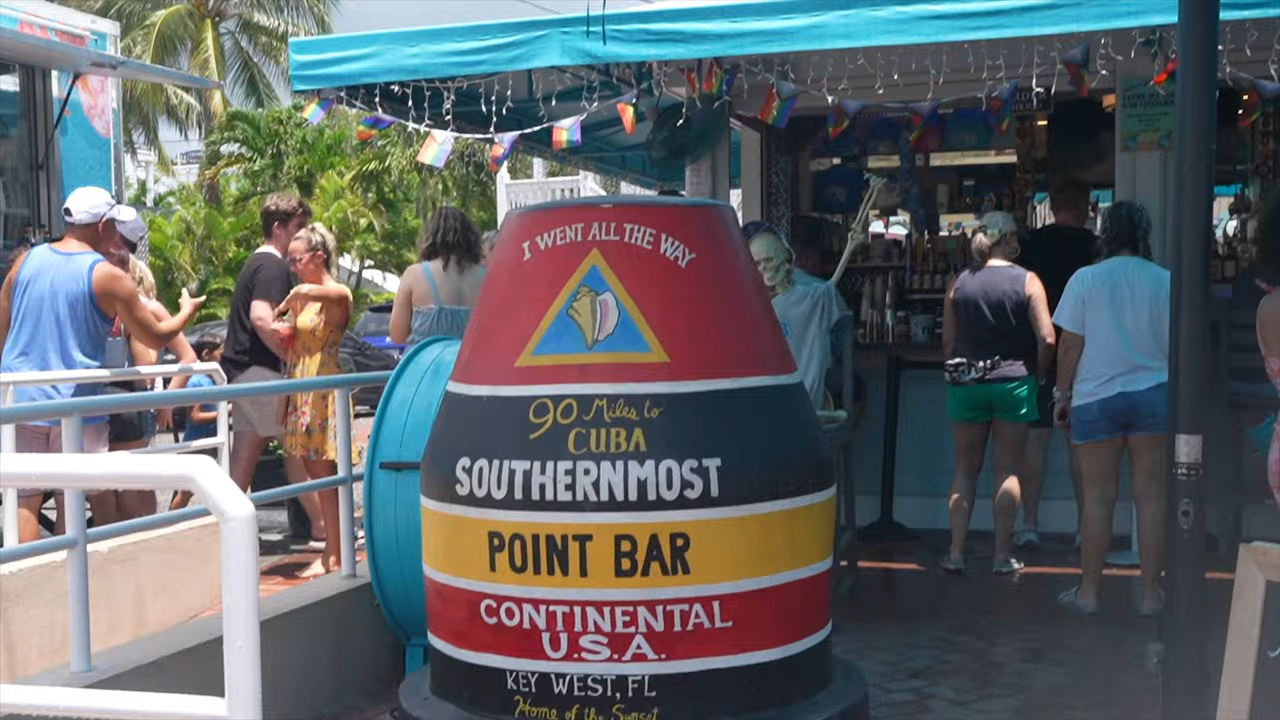 I WENT ALL THE WAY
90 Miles to
CUBA
SOUTHERNMOST
POINT BAR
CONTINENTAL
U.S.A.
KEY WEST, FL
Home of the Sunset